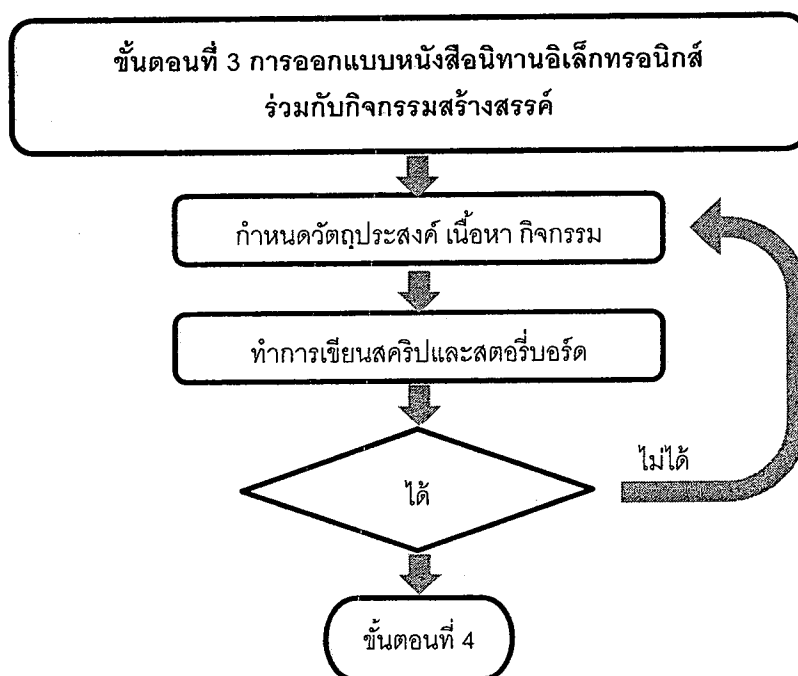 ขั้นตอนที่ 3 การออกแบบหนังสือนิทานอิเล็กทรอนิกส์
ร่วมกับกิจกรรมสร้างสรรค์
กำหนดวัตถุประสงค์ เนื้อหา กิจกรรม
ทำการเขียนสคริปและสตอรี่บอร์ด
ไม่ได้
ได้
ขั้นตอนที่ 4